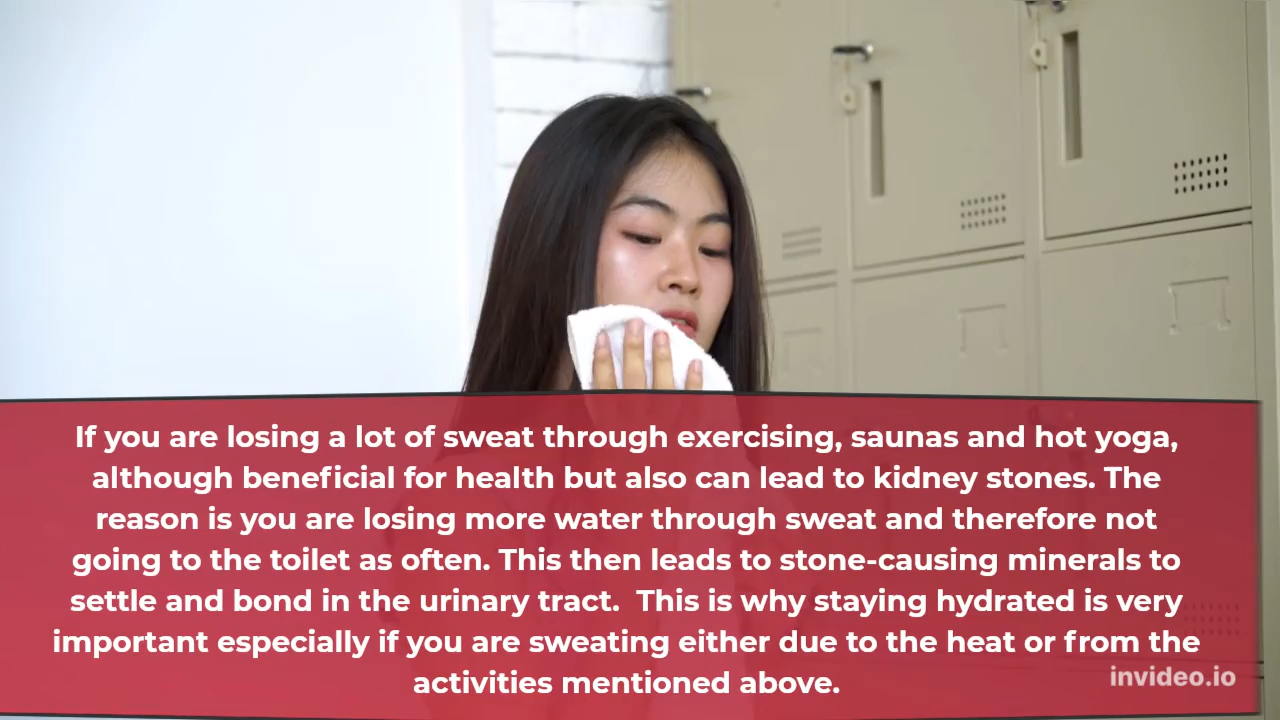 If you are losing a lot of sweat through exercising, saunas and hot yoga,
although beneficial for health but also can lead to kidney stones. The
reason is you are losing more water through sweat and therefore not
going to the toilet as often. This then leads to stone-causing minerals to
settle and bond in the urinary tract.  This is why staying hydrated is very
important especially if you are sweating either due to the heat or from the
activities mentioned above.
invideo.io